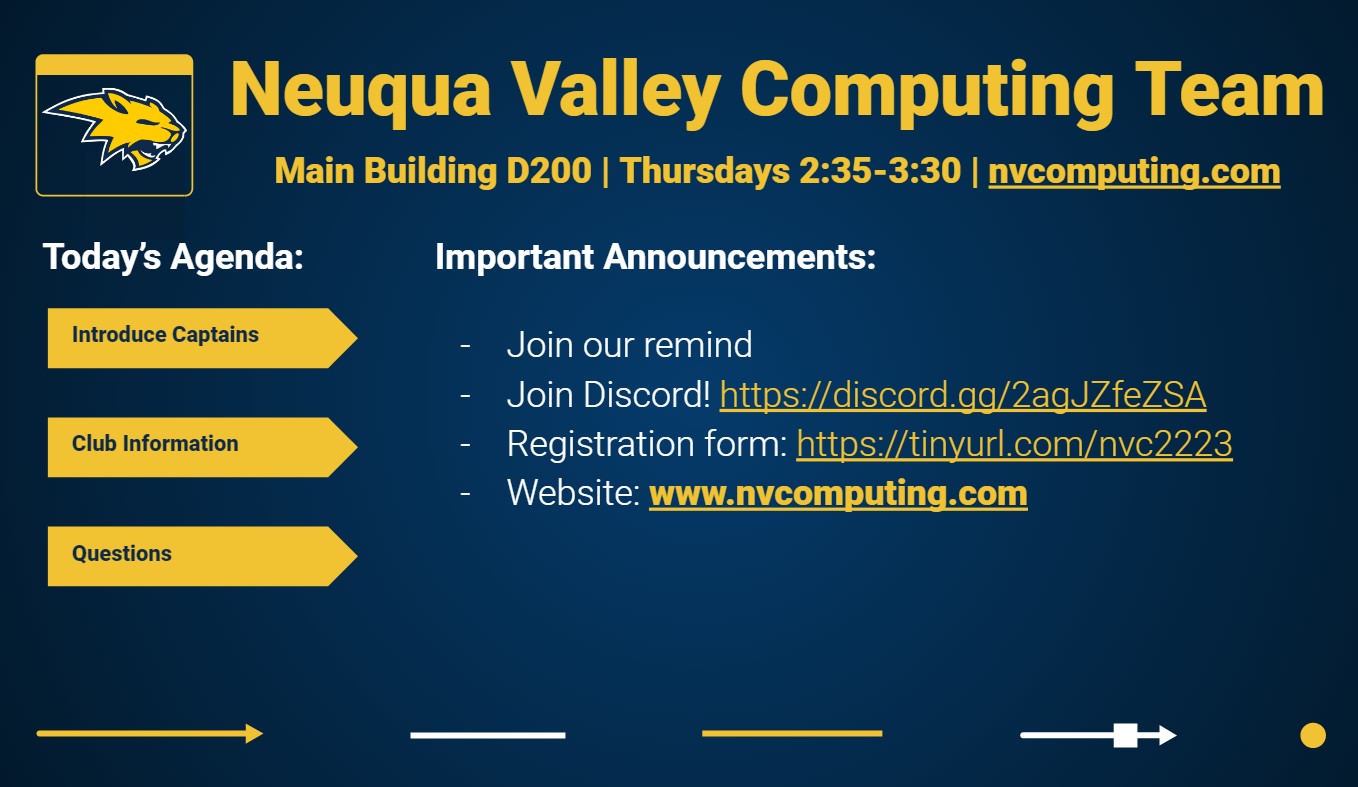 Neuqua Valley Computing Team
Main Building D200 | Thursdays 2:35-3:30 | nvcomputing.com
Today’s Agenda:
Introduce Captains
Club Information
Questions
Important Announcements:
- Join our remind
- Join Discord! https://discord.gg/2agJZfeZSA
- Registration form: https://tinyurl.com/nvc2223
- Website: www.nvcomputing.com